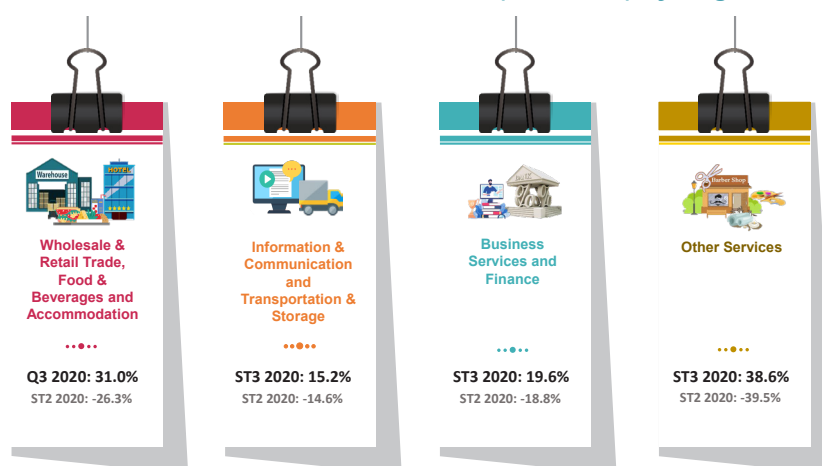 Warehouse
HOTEL
Wholesale &
Retail Trade,
Food &
Beverages and
Accommodation
Q3 2020: 31.0%
ST2 2020: -26.3%
Information &
Communication
and
Transportation &
Storage
ST3 2020: 15.2%
ST2 2020: -14.6%
Business
Services and
Finance
ST3 2020: 19.6%
ST2 2020: -18.8%
Barber Shop
Other Services
ST3 2020: 38.6%
ST2 2020: -39.5%